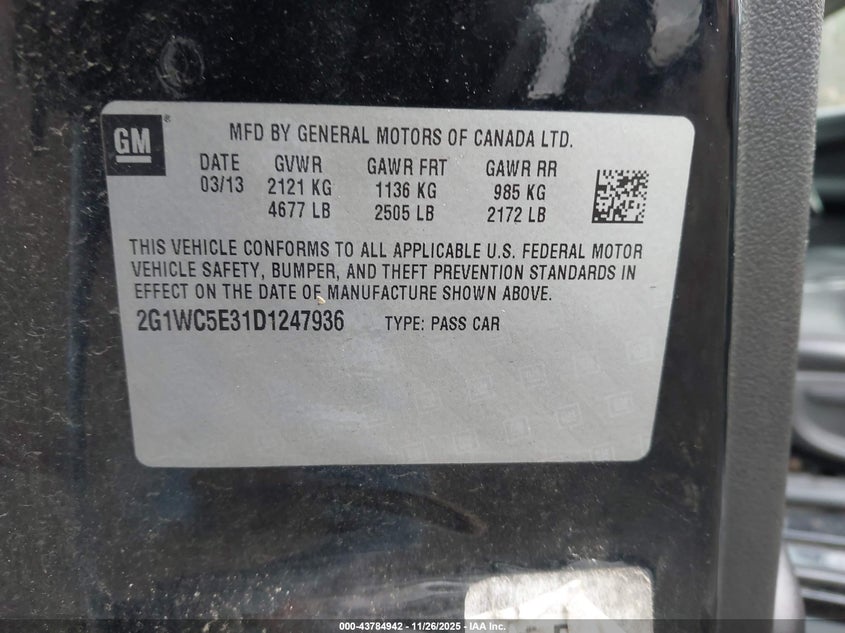 GM ®
MFD BY GENERAL MOTORS OF CANADA LTD.
DATE GVWR GAWR FRT GAWR RR
03/13 2121 KG 1136 KG 985 KG
4677 LB 2505 LB 2172 LB
THIS VEHICLE CONFORMS TO ALL APPLICABLE U.S. FEDERAL MOTOR
VEHICLE SAFETY, BUMPER, AND THEFT PREVENTION STANDARDS IN
EFFECT ON THE DATE OF MANUFACTURE SHOWN ABOVE.
2G1WC5E31D1247936 TYPE: PASS CAR
000-43784942 - 11/26/2025 - IAA Inc.